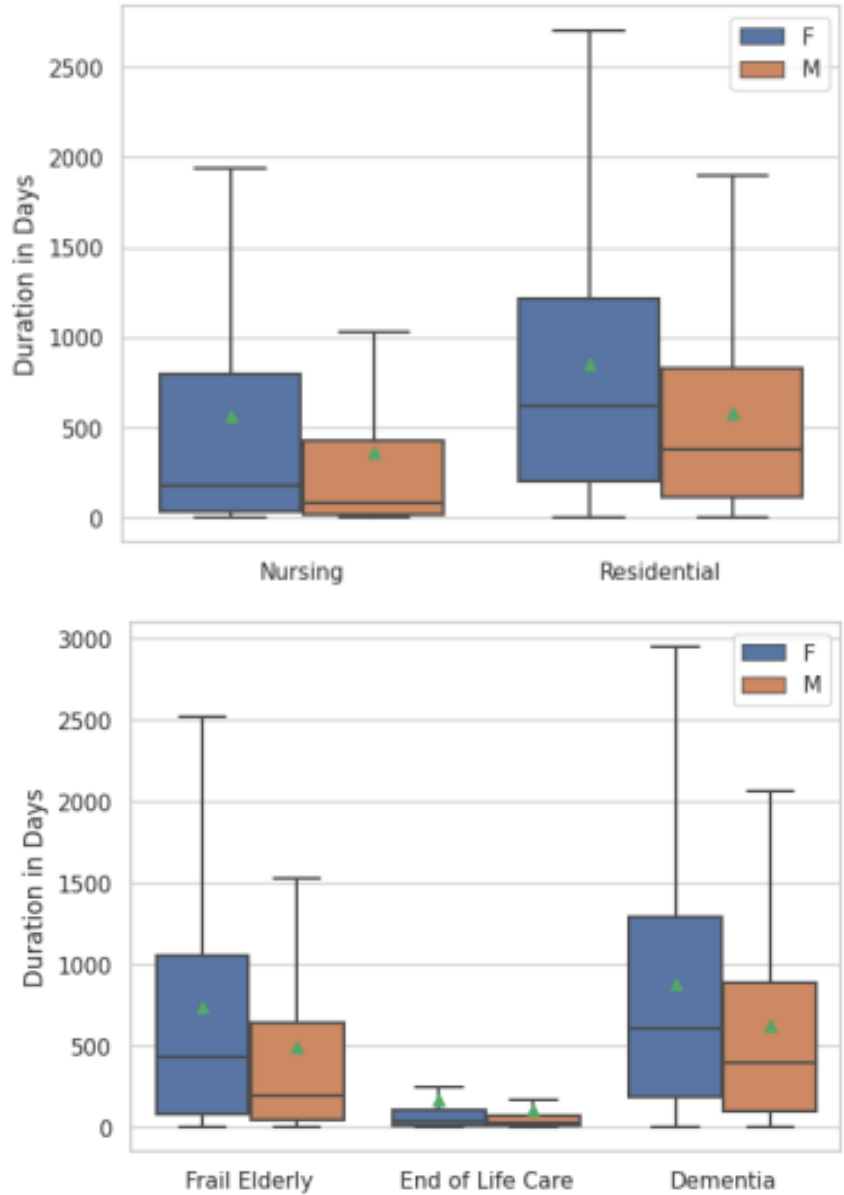 F
M
2500
2000
1500
1000
500
0
Duration in Days
Nursing Residential
F
M
3000
2500
2000
1500
1000
500
0
Duration in Days
Frail Elderly End of Life Care Dementia